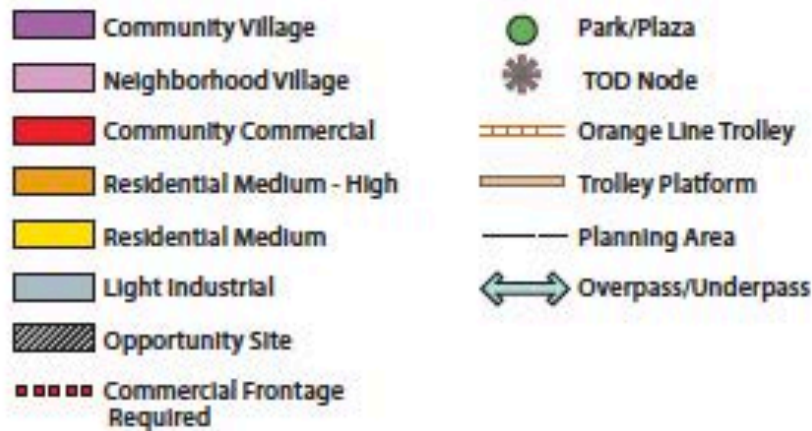 Community Village
Neighborhood Village
Community Commercial
Residential Medium - High
Residential Medium
Light Industrial
Opportunity Site
Commercial Frontage
Required
Park/Plaza
TOD Node
Orange Line Trolley
Trolley Platform
Planning Area
Overpass/Underpass